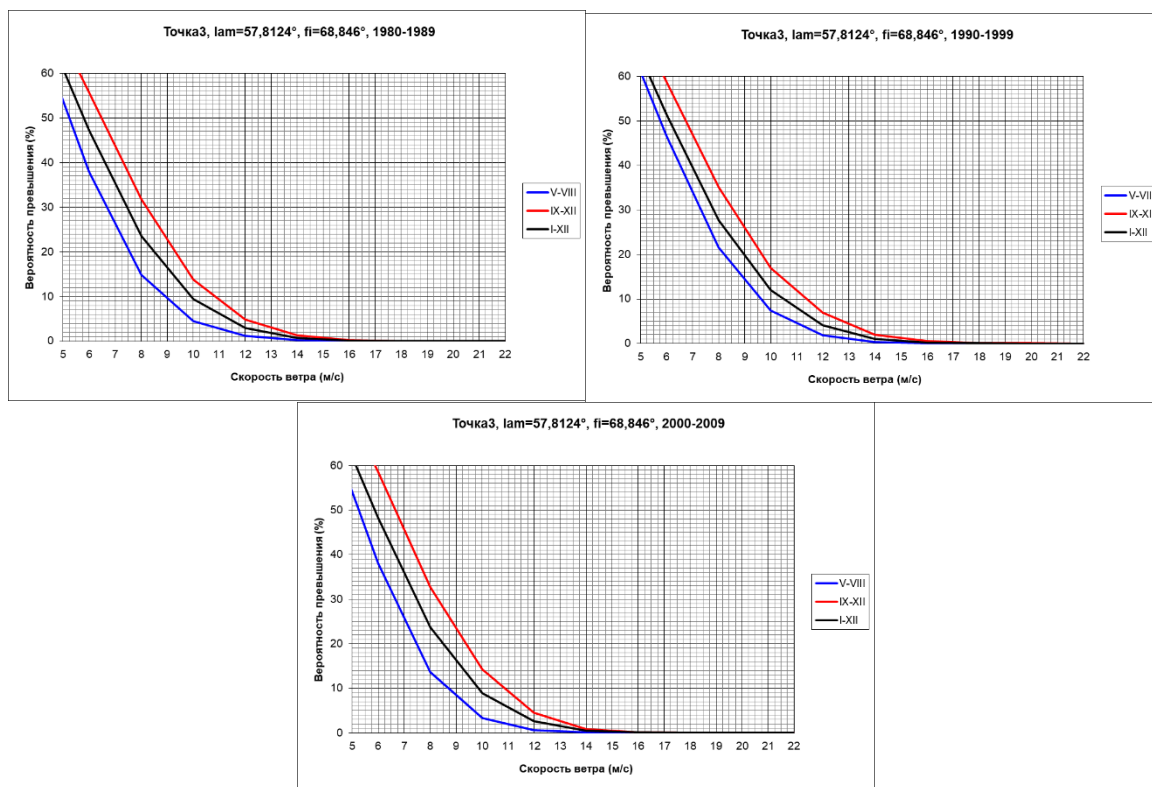 Точка3, lam=57,8124°, fi=68,846°, 1980-1989
Вероятность превышения (%)
60
50
40
30
20
10
0
5 6 7 8 9 10 11 12 13 14 15 16 17 18 19 20 21 22
Скорость ветра (м/с)
V-VIII
IX-XII
I-XII
Точка3, lam=57,8124°, fi=68,846°, 1990-1999
Вероятность превышения (%)
60
50
40
30
20
10
0
5 6 7 8 9 10 11 12 13 14 15 16 17 18 19 20 21 22
Скорость ветра (м/с)
V-VII
IX-XI
I-XII
Точка3, lam=57,8124°, fi=68,846°, 2000-2009
Вероятность превышения (%)
60
50
40
30
20
10
0
5 6 7 8 9 10 11 12 13 14 15 16 17 18 19 20 21 22
Скорость ветра (м/с)
V-VIII
IX-XII
I-XII